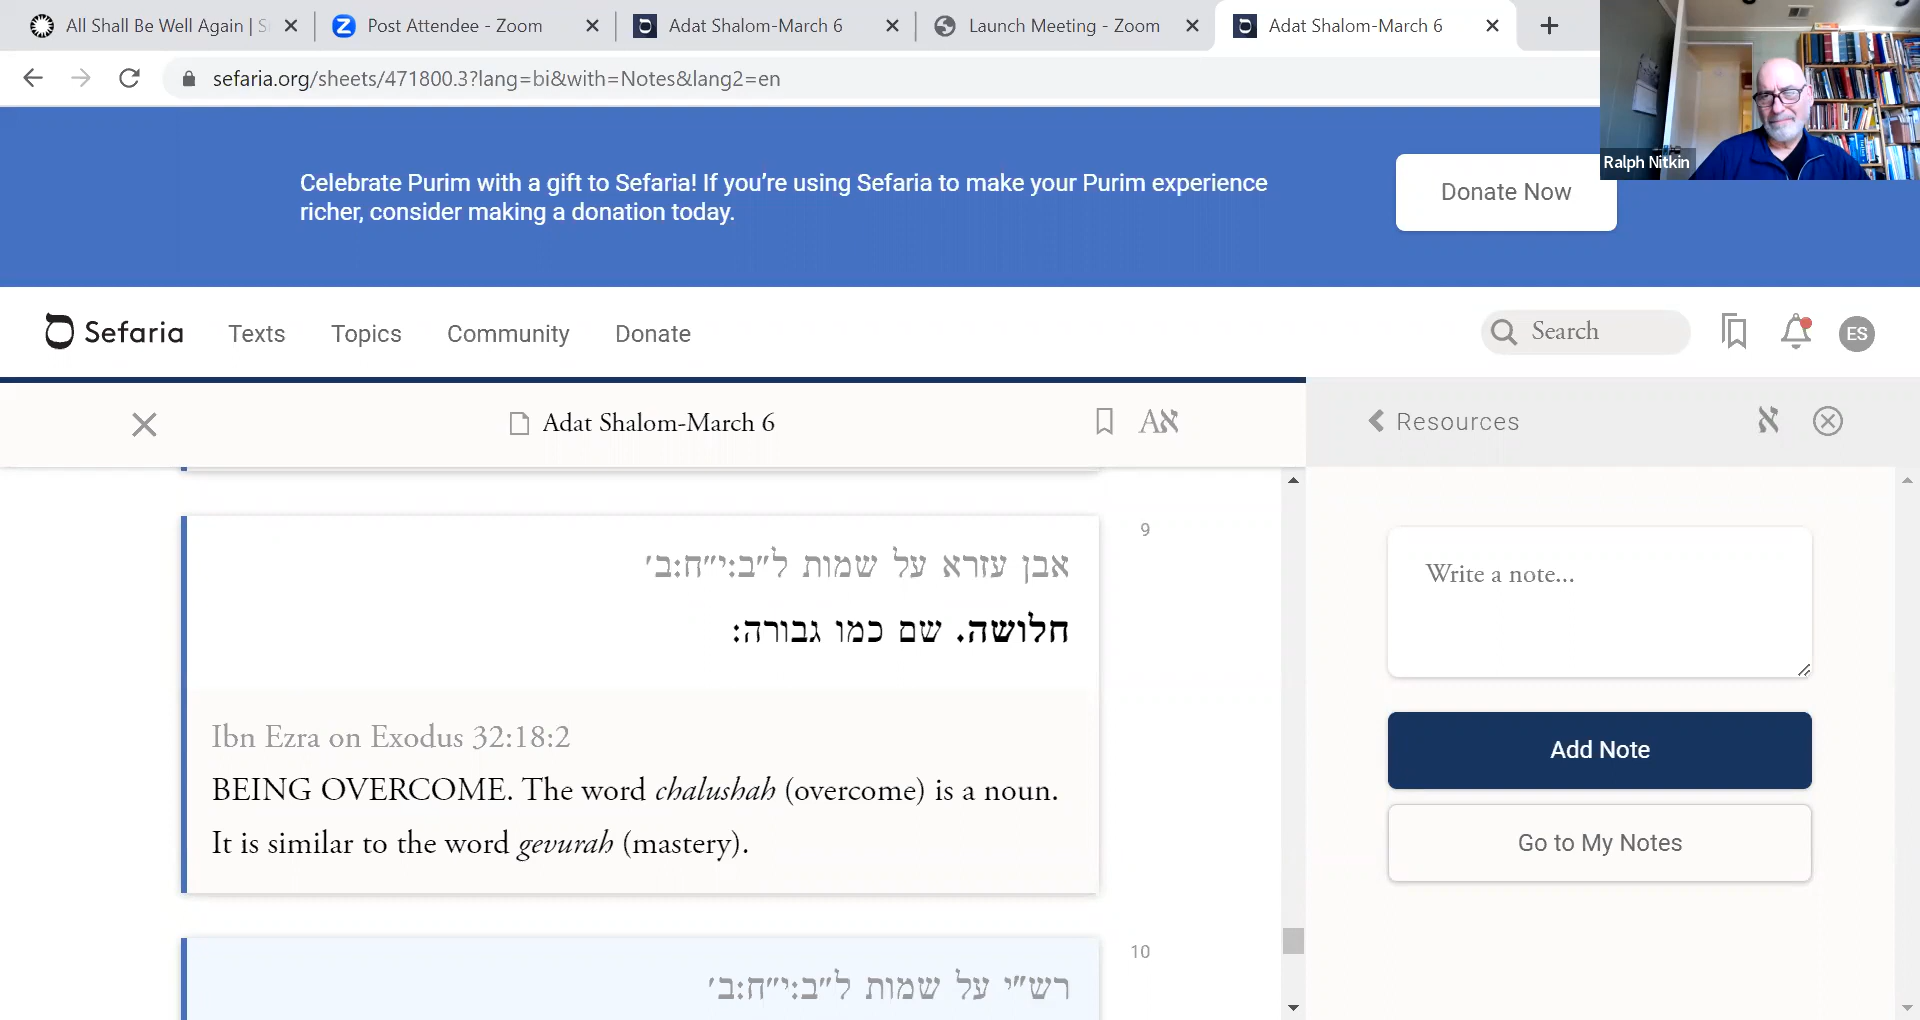 All Shall Be Well Again | S
Post Attendee - Zoom
Adat Shalom-March 6
Launch Meeting - Zoom
Adat Shalom-March 6
sefaria.org/sheets/471800.3?lang=bi&with=Notes&lang2=en
Ralph Nitkin
Celebrate Purim with a gift to Sefaria! If you’re using Sefaria to make your Purim experience
richer, consider making a donation today.
Donate Now
Sefaria
Texts
Topics
Community
Donate
Search
ES
Adat Shalom-March 6
Aא
Resources
א
9
אבן עזרא על שמות ל״ב:י״ח:ב׳
חלושה. שם כמו גבורה:
Ibn Ezra on Exodus 32:18:2
BEING OVERCOME. The word chalushah (overcome) is a noun.
It is similar to the word gevurah (mastery).
10
רש״י על שמות ל״ב:י״ח:ב׳
Write a note...
Add Note
Go to My Notes